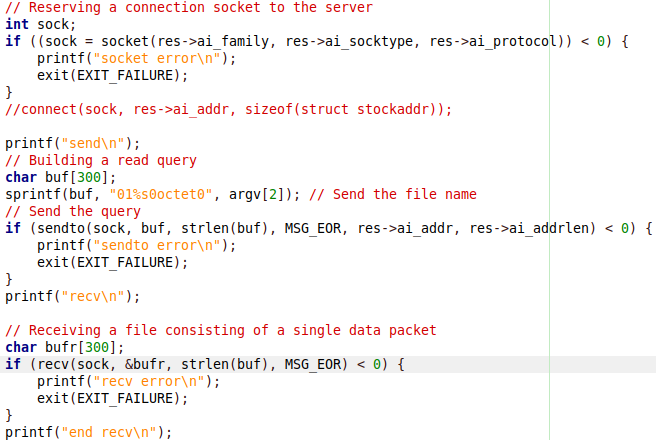 // Reserving a connection socket to the server
int sock;
if ((sock = socket(res->ai_family, res->ai_socktype, res->ai_protocol)) < 0) {
    printf("socket error\n");
    exit(EXIT_FAILURE);
}
//connect(sock, res->ai_addr, sizeof(struct stockaddr));

printf("send\n");
// Building a read query
char buf[300];
sprintf(buf, "01%s0octet0", argv[2]); // Send the file name
// Send the query
if (sendto(sock, buf, strlen(buf), MSG_EOR, res->ai_addr, res->ai_addrlen) < 0) {
    printf("sendto error\n");
    exit(EXIT_FAILURE);
}
printf("recv\n");

// Receiving a file consisting of a single data packet
char bufr[300];
if (recv(sock, &bufr, strlen(buf), MSG_EOR) < 0) {
    printf("recv error\n");
    exit(EXIT_FAILURE);
}
printf("end recv\n");